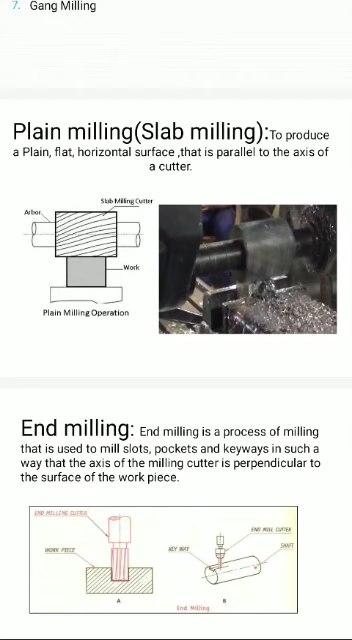 7. Gang Milling
Plain milling(Slab milling):To produce
a Plain, flat, horizontal surface ,that is parallel to the axis of
a cutter.
Slab Milling Cutter
Arbor
Work
Plain Milling Operation
End milling: End milling is a process of milling
that is used to mill slots, pockets and keyways in such a
way that the axis of the milling cutter is perpendicular to
the surface of the work piece.
END MILLING CUTTER
END MILL CUTTER
WORK PIECE
KEY WAY
SHAFT
A
B
End Milling